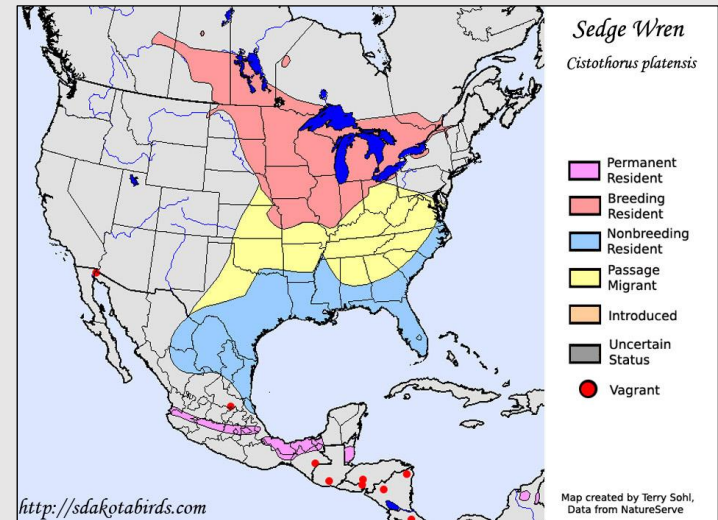 Sedge Wren
Cistothorus platensis
Permanent
Resident
Breeding
Resident
Nonbreeding
Resident
Passage
Migrant
Introduced
Uncertain
Status
Vagrant
http://sdakotabirds.com
Map created by Terry Sohl,
Data from NatureServe